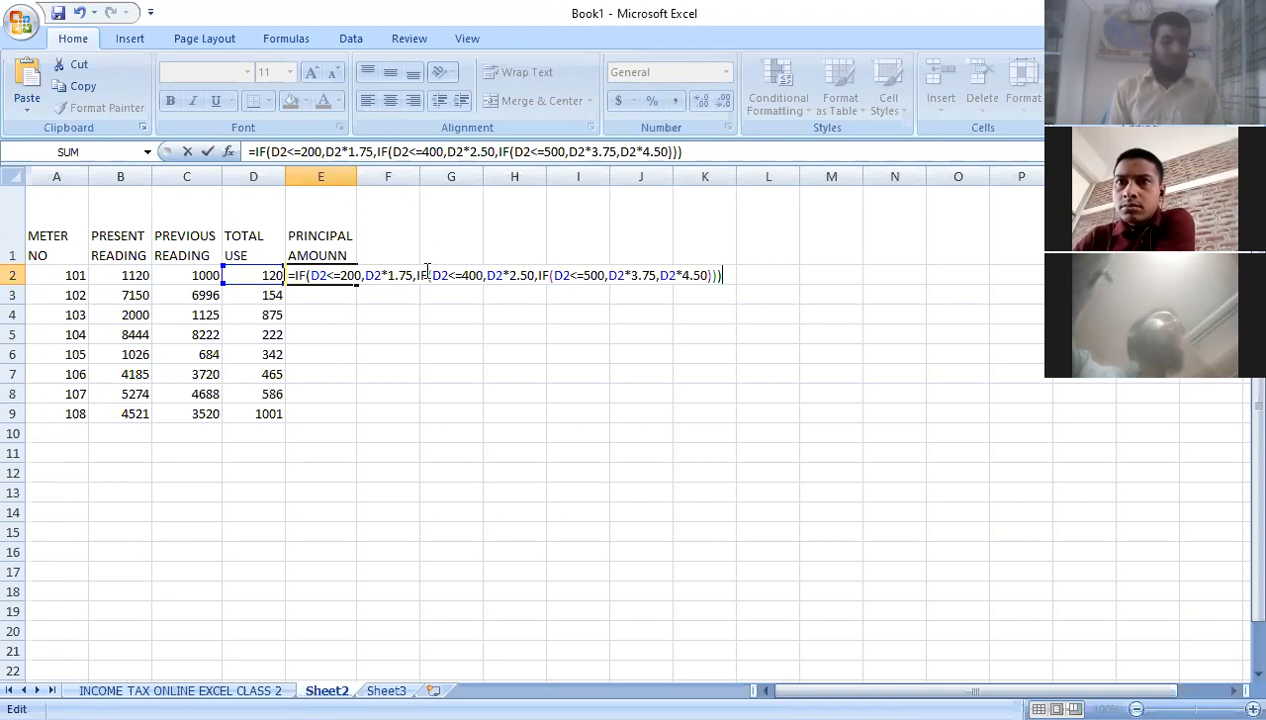 Book1 - Microsoft Excel
Home Insert Page Layout Formulas Data Review View
Cut
Copy
Format Painter
Paste
Clipboard
11 A A
B I U A
Font
Wrap Text
Merge & Center
Alignment
General
$ % ,
Number
Conditional Formatting
Format as Table
Cell Styles
Styles
Insert Delete Format
Cells
SUM fx =IF(D2<=200,D2*1.75,IF(D2<=400,D2*2.50,IF(D2<=500,D2*3.75,D2*4.50)))
A B C D E F G H I J K L M N O P
METER PRESENT PREVIOUS TOTAL PRINCIPAL
1 NO READING READING USE AMOUNN
2 101 1120 1000 120 =IF(D2<=200,D2*1.75,IF(D2<=400,D2*2.50,IF(D2<=500,D2*3.75,D2*4.50)))
3 102 7150 6996 154
4 103 2000 1125 875
5 104 8444 8222 222
6 105 1026 684 342
7 106 4185 3720 465
8 107 5274 4688 586
9 108 4521 3520 1001
10
11
12
13
14
15
16
17
18
19
20
21
22
INCOME TAX ONLINE EXCEL CLASS 2 Sheet2 Sheet3
Edit 100%